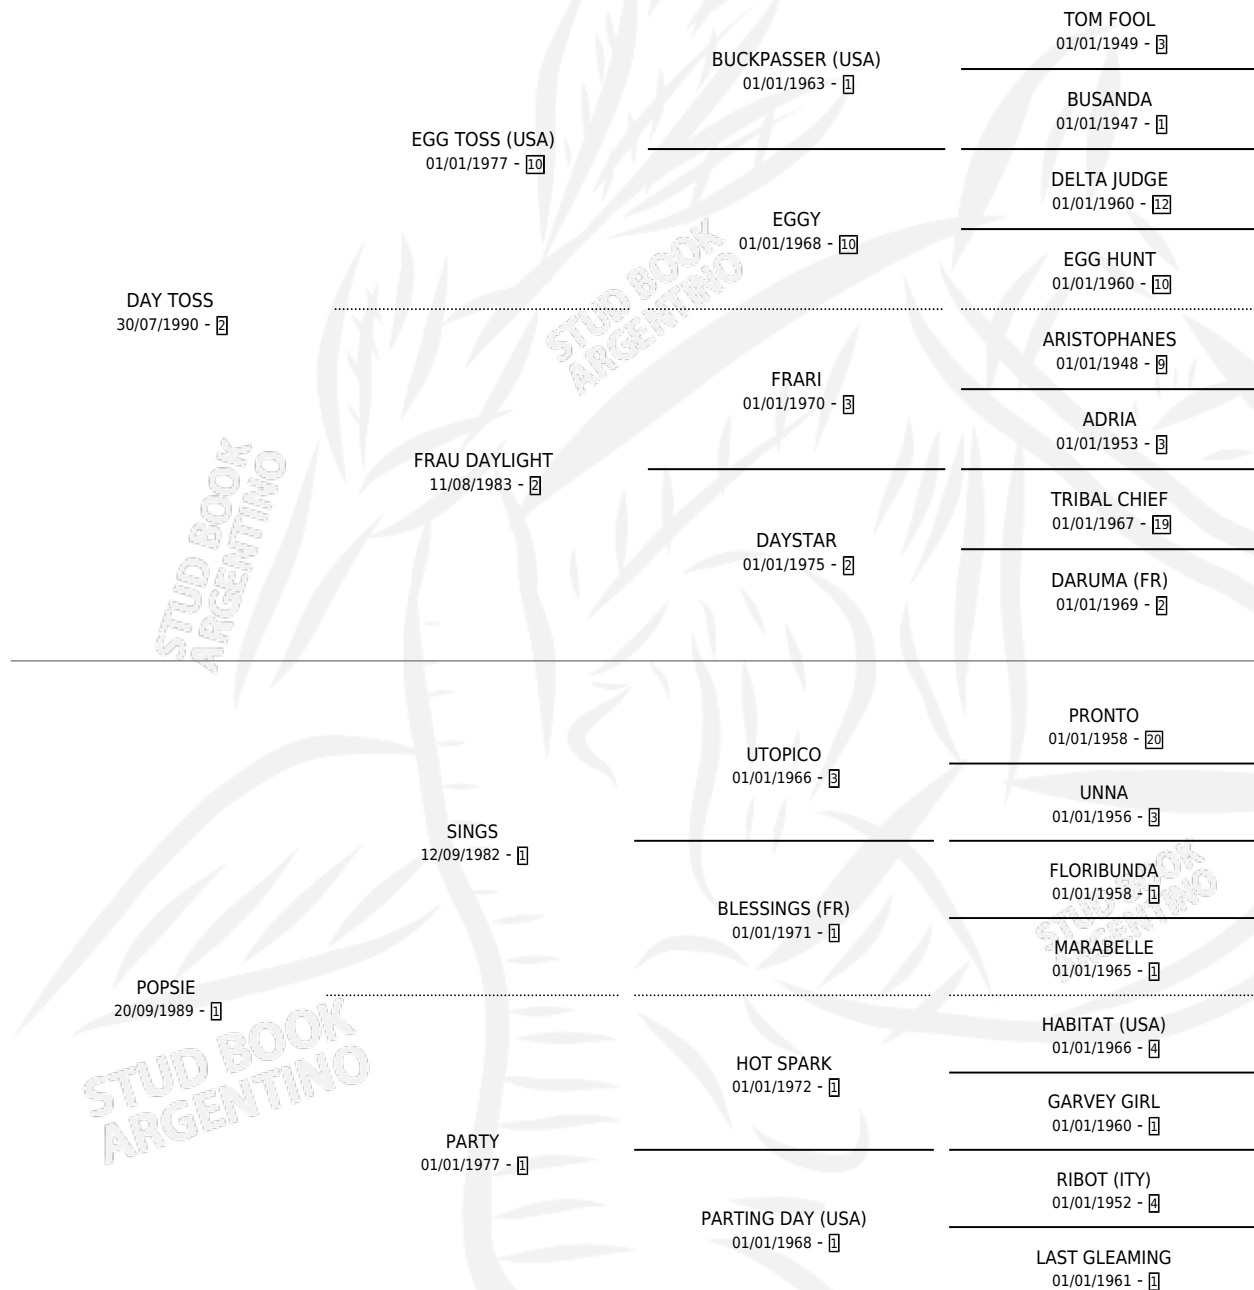 TOM FOOL
01/01/1949 - 3
BUCKPASSER (USA)
01/01/1963 - 1
BUSANDA
01/01/1947 - 1
EGG TOSS (USA)
01/01/1977 - 10
DELTA JUDGE
01/01/1960 - 12
EGGY
01/01/1968 - 10
EGG HUNT
01/01/1960 - 10
DAY TOSS
30/07/1990 - 2
ARISTOPHANES
01/01/1948 - 9
FRARI
01/01/1970 - 3
ADRIA
01/01/1953 - 3
FRAU DAYLIGHT
11/08/1983 - 2
TRIBAL CHIEF
01/01/1967 - 19
DAYSTAR
01/01/1975 - 2
DARUMA (FR)
01/01/1969 - 2
PRONTO
01/01/1958 - 20
UTOPICO
01/01/1966 - 3
UNNA
01/01/1956 - 3
SINGS
12/09/1982 - 1
FLORIBUNDA
01/01/1958 - 1
BLESSINGS (FR)
01/01/1971 - 1
MARABELLE
01/01/1965 - 1
POPSIE
20/09/1989 - 1
HABITAT (USA)
01/01/1966 - 4
HOT SPARK
01/01/1972 - 1
GARVEY GIRL
01/01/1960 - 1
PARTY
01/01/1977 - 1
RIBOT (ITY)
01/01/1952 - 4
PARTING DAY (USA)
01/01/1968 - 1
LAST GLEAMING
01/01/1961 - 1
STUD BOOK
ARGENTINO
STUD BOOK
ARGENTINO
STUD BOOK
ARGENTINO
STUD BOOK
ARGENTINO